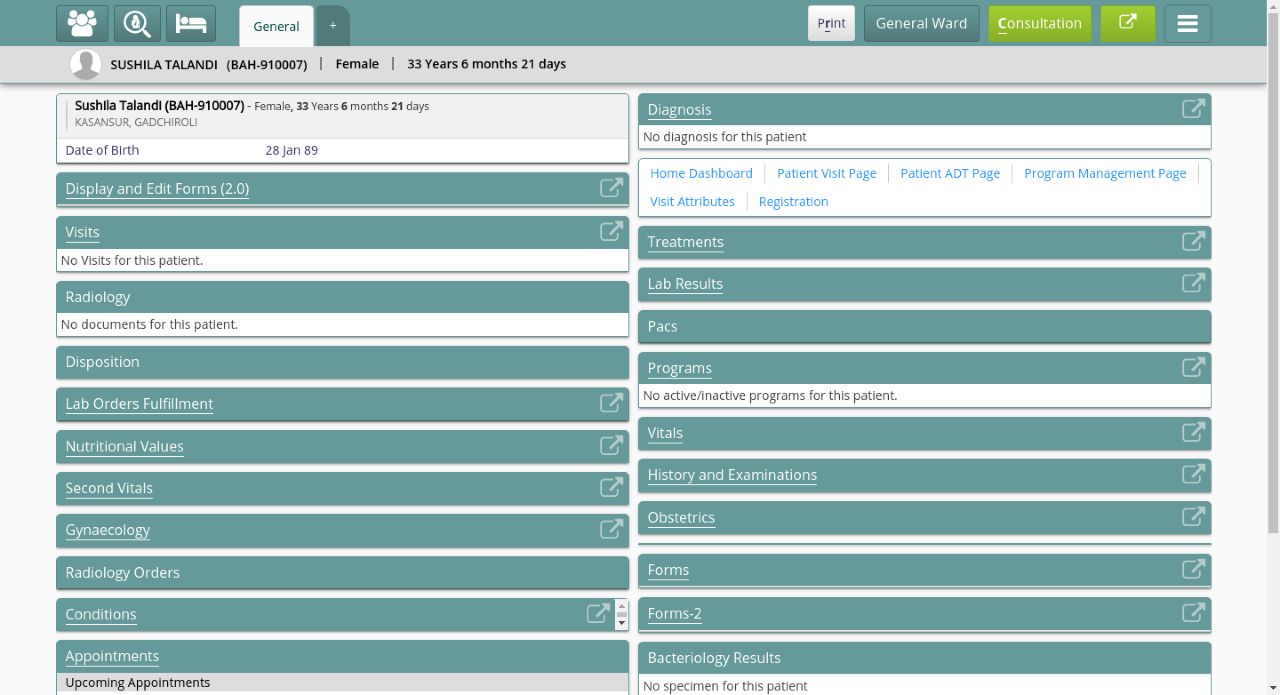 General
+
Print
General Ward
Consultation
SUSHILA TALANDI (BAH-910007) | Female | 33 Years 6 months 21 days
Sushila Talandi (BAH-910007) - Female, 33 Years 6 months 21 days
KASANSUR, GADCHIROLI
Date of Birth 28 Jan 89
Display and Edit Forms (2.0)
Visits
No Visits for this patient.
Radiology
No documents for this patient.
Disposition
Lab Orders Fulfillment
Nutritional Values
Second Vitals
Gynaecology
Radiology Orders
Conditions
Appointments
Upcoming Appointments
Diagnosis
No diagnosis for this patient
Home Dashboard | Patient Visit Page | Patient ADT Page | Program Management Page |
Visit Attributes | Registration
Treatments
Lab Results
Pacs
Programs
No active/inactive programs for this patient.
Vitals
History and Examinations
Obstetrics
Forms
Forms-2
Bacteriology Results
No specimen for this patient